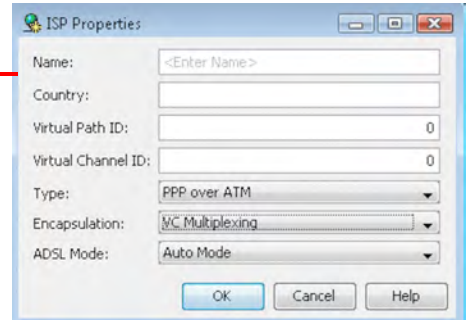 ISP Properties
Name: <Enter Name>
Country:
Virtual Path ID: 0
Virtual Channel ID: 0
Type: PPP over ATM
Encapsulation: VC Multiplexing
ADSL Mode: Auto Mode
OK Cancel Help